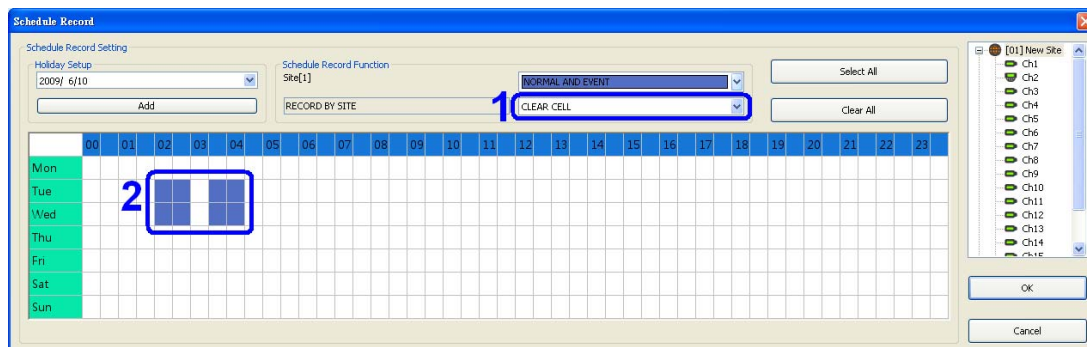 Schedule Record
Schedule Record Setting
Holiday Setup
2009/ 6/10
Add
Schedule Record Function
Site[1]
NORMAL AND EVENT
RECORD BY SITE
1
CLEAR CELL
Select All
Clear All
00 01 02 03 04 05 06 07 08 09 10 11 12 13 14 15 16 17 18 19 20 21 22 23
Mon
Tue
2
Wed
Thu
Fri
Sat
Sun
[01] New Site
Ch1
Ch2
Ch3
Ch4
Ch5
Ch6
Ch7
Ch8
Ch9
Ch10
Ch11
Ch12
Ch13
Ch14
Ch15
OK
Cancel